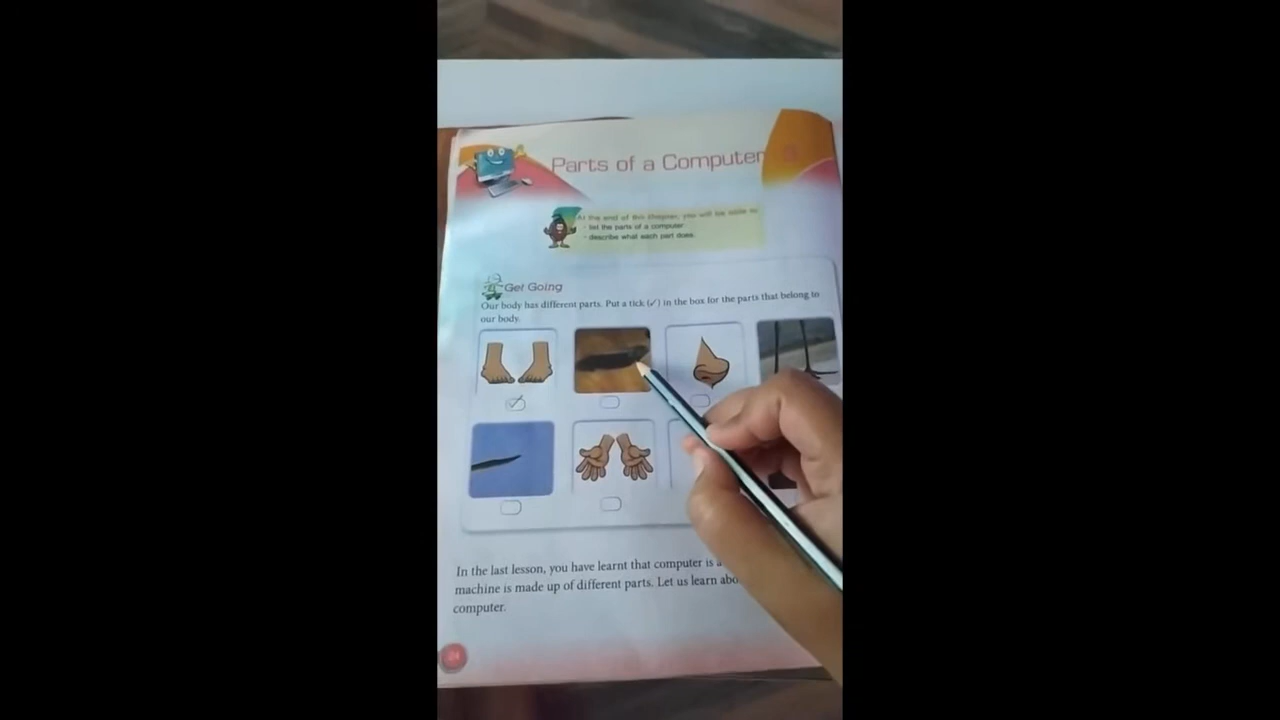 Parts of a Computer
At the end of this chapter, you will be able to
- list the parts of a computer
- describe what each part does.
Get Going
Our body has different parts. Put a tick (✓) in the box for the parts that belong in
our body.
In the last lesson, you have learnt that computer is a
machine is made up of different parts. Let us learn abo
computer.
24